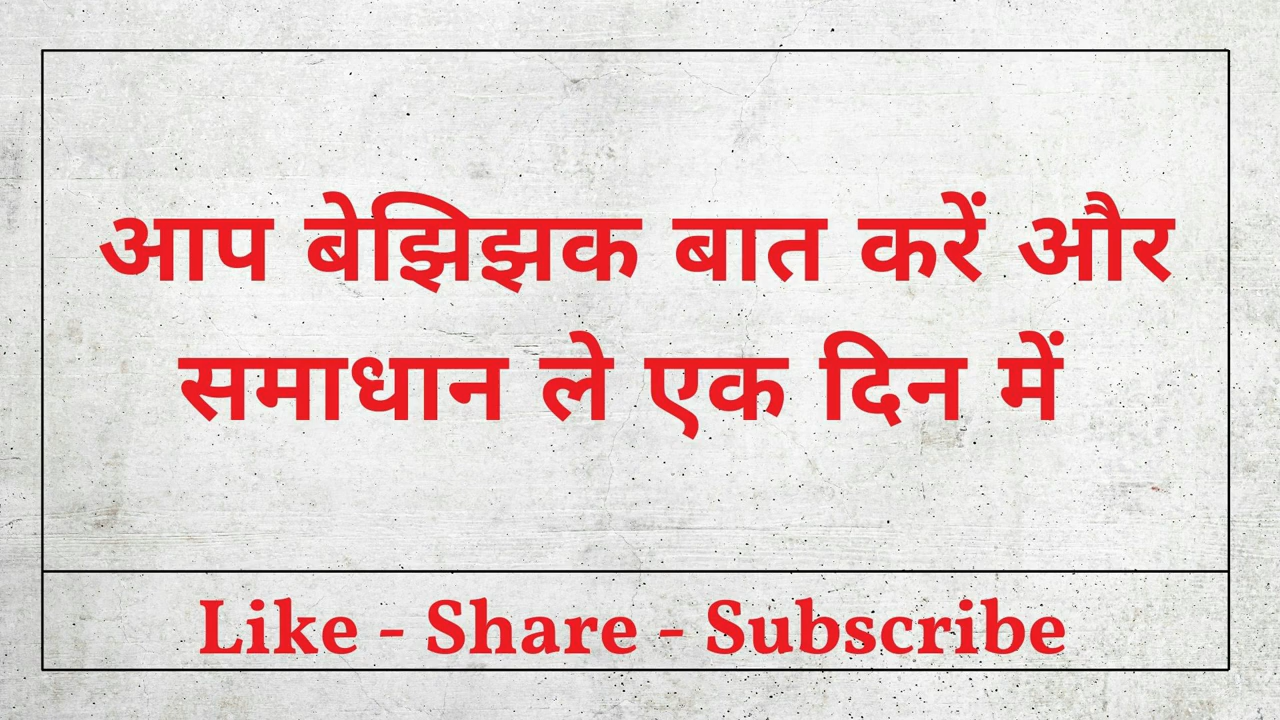 आप बेझिझक बात करें और
समाधान ले एक दिन में
Like - Share - Subscribe